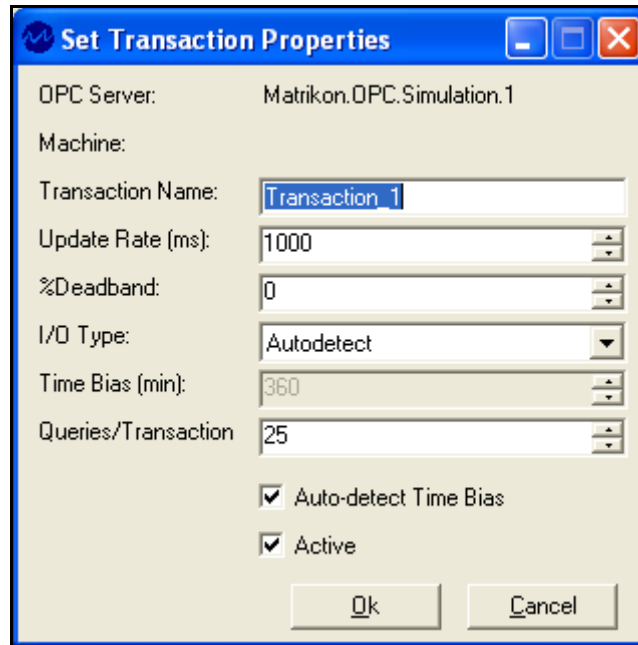 Set Transaction Properties
OPC Server: Matrikon.OPC.Simulation.1
Machine:
Transaction Name: Transaction_1
Update Rate (ms): 1000
%Deadband: 0
I/O Type: Autodetect
Time Bias (min): 360
Queries/Transaction 25
Auto-detect Time Bias
Active
Ok Cancel